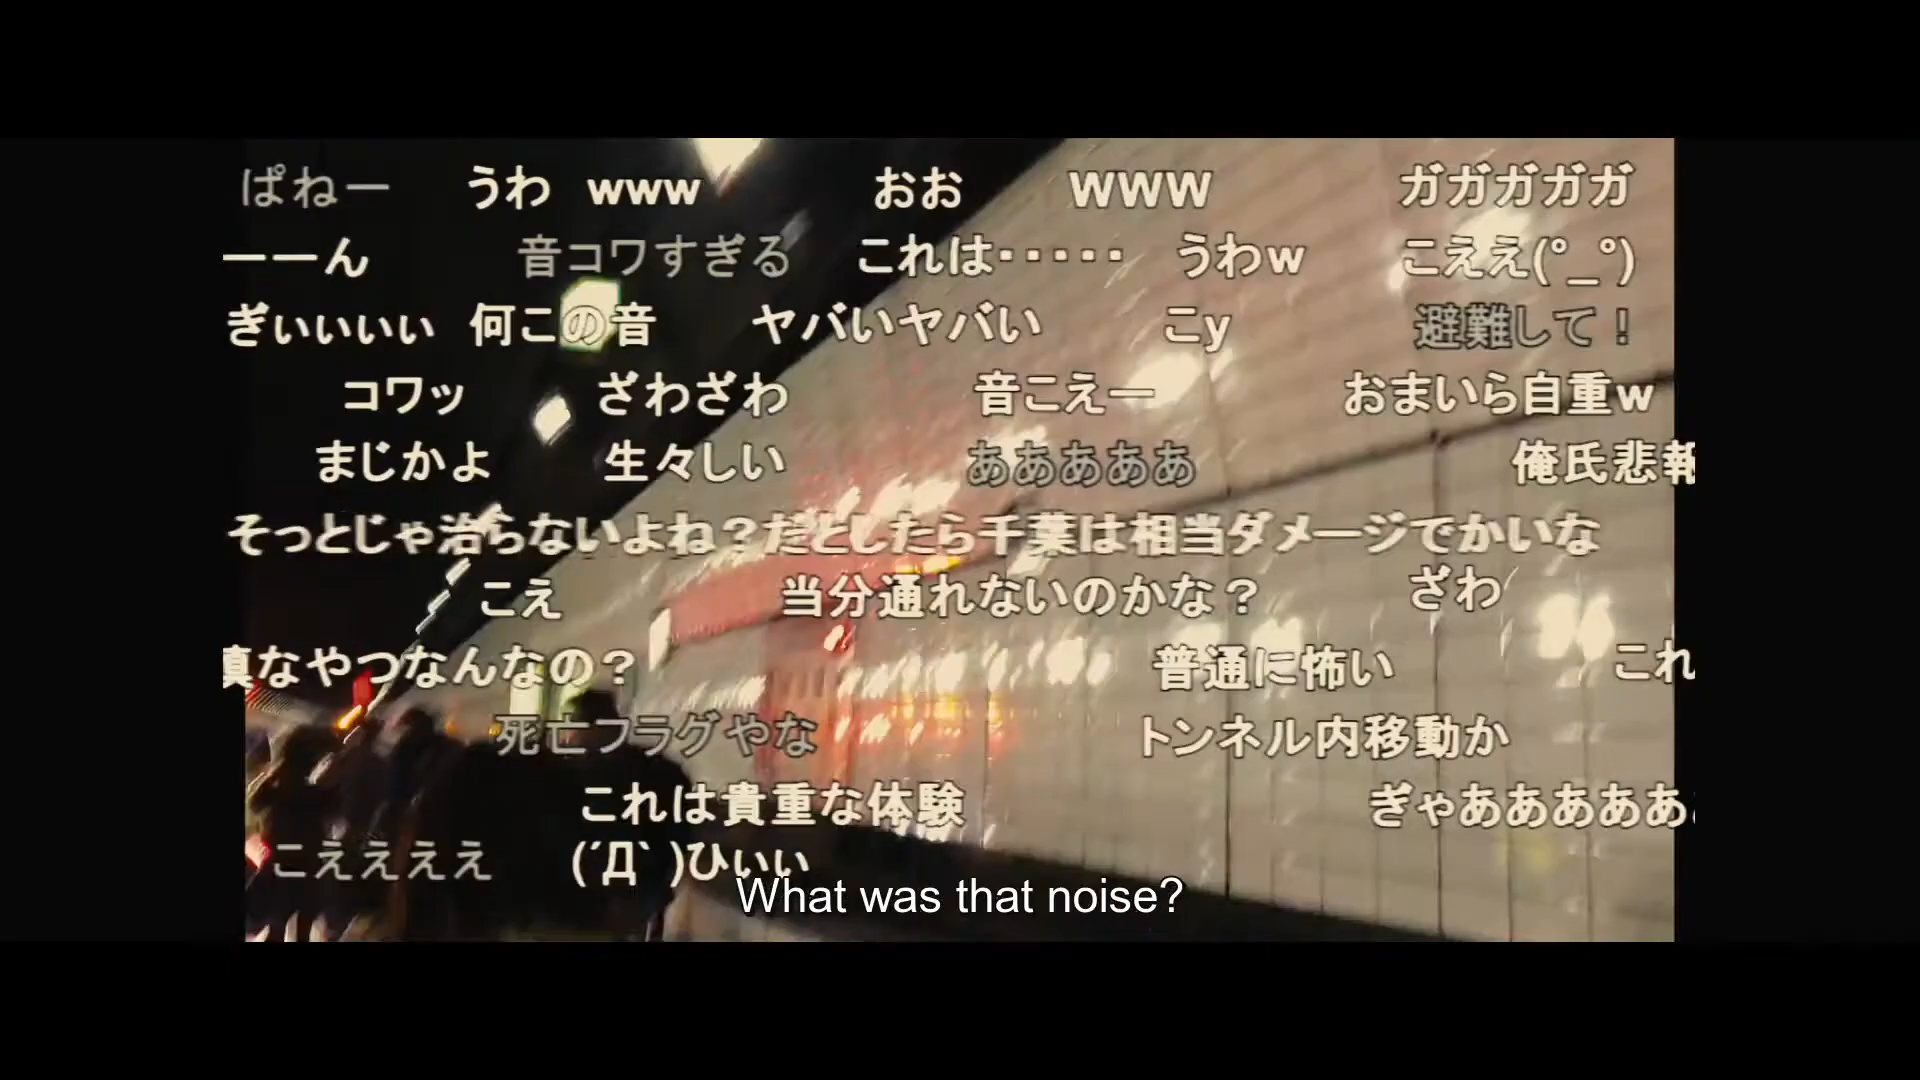 ぱねー うわ www おお WWW ガガガガガ
ーーん 音コワすぎる これは・・・・・ うわw こええ(°_°)
ぎぃぃぃぃ 何この音 ヤバいヤバい こy 避難して！
コワッ ざわざわ 音こえー おまいら自重w
まじかよ 生々しい あああああ 俺氏悲報
そっとじゃ治らないよね？だとしたら千葉は相当ダメージでかいな
こえ 当分通れないのかな？ ざわ
真なやつなんなの？ 普通に怖い これ
死亡フラグやな トンネル内移動か
これは貴重な体験 ぎゃあああああ
こええええ (´Д` )ひぃぃ
What was that noise?